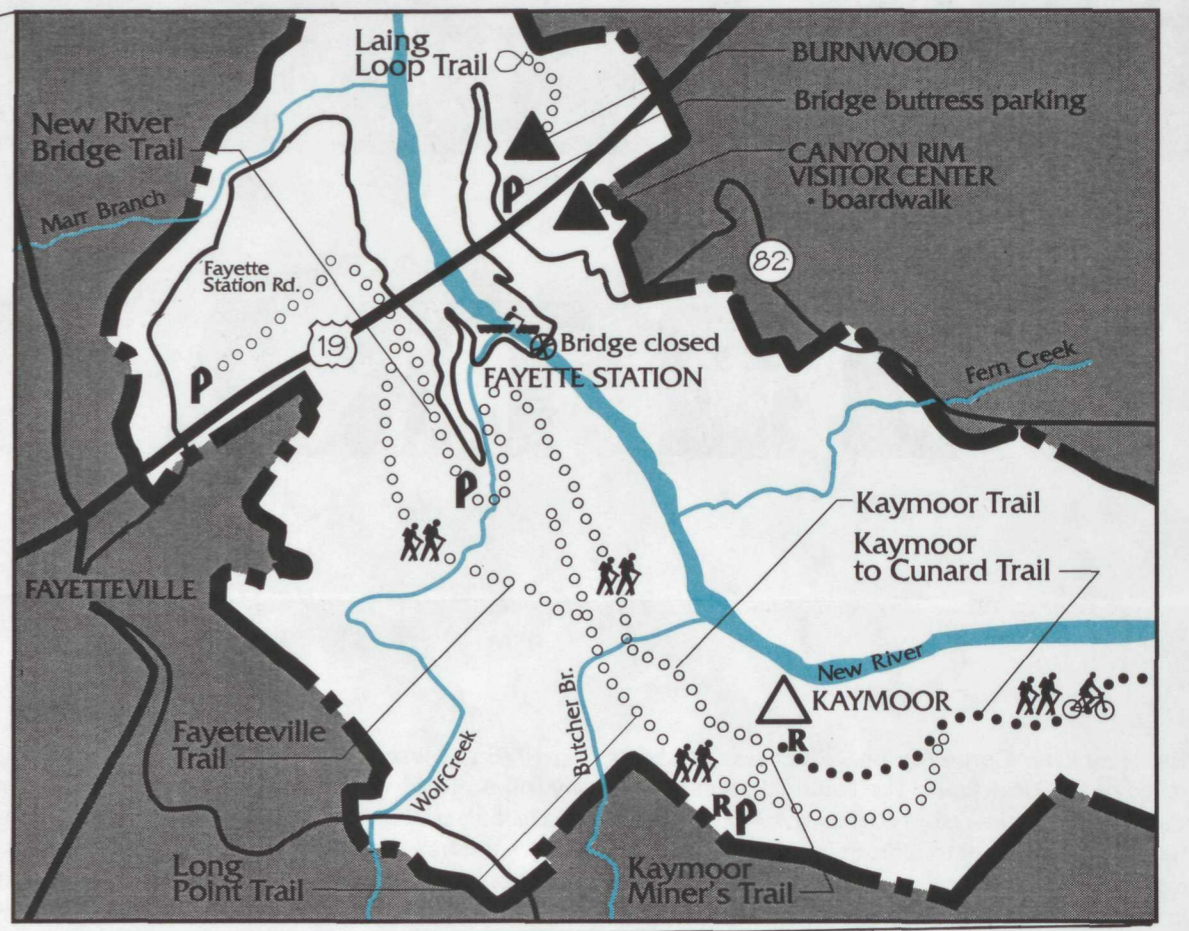 Laing
Loop Trail
BURNWOOD
Bridge buttress parking
New River
Bridge Trail
CANYON RIM
VISITOR CENTER
• boardwalk
Marr Branch
82
Fayette
Station Rd.
19
P
P
Bridge closed
FAYETTE STATION
Fern Creek
P
Kaymoor Trail
Kaymoor
to Cunard Trail
FAYETTEVILLE
New River
KAYMOOR
Fayetteville
Trail
Wolf Creek
Butcher Br.
R
R
P
Long
Point Trail
Kaymoor
Miner's Trail